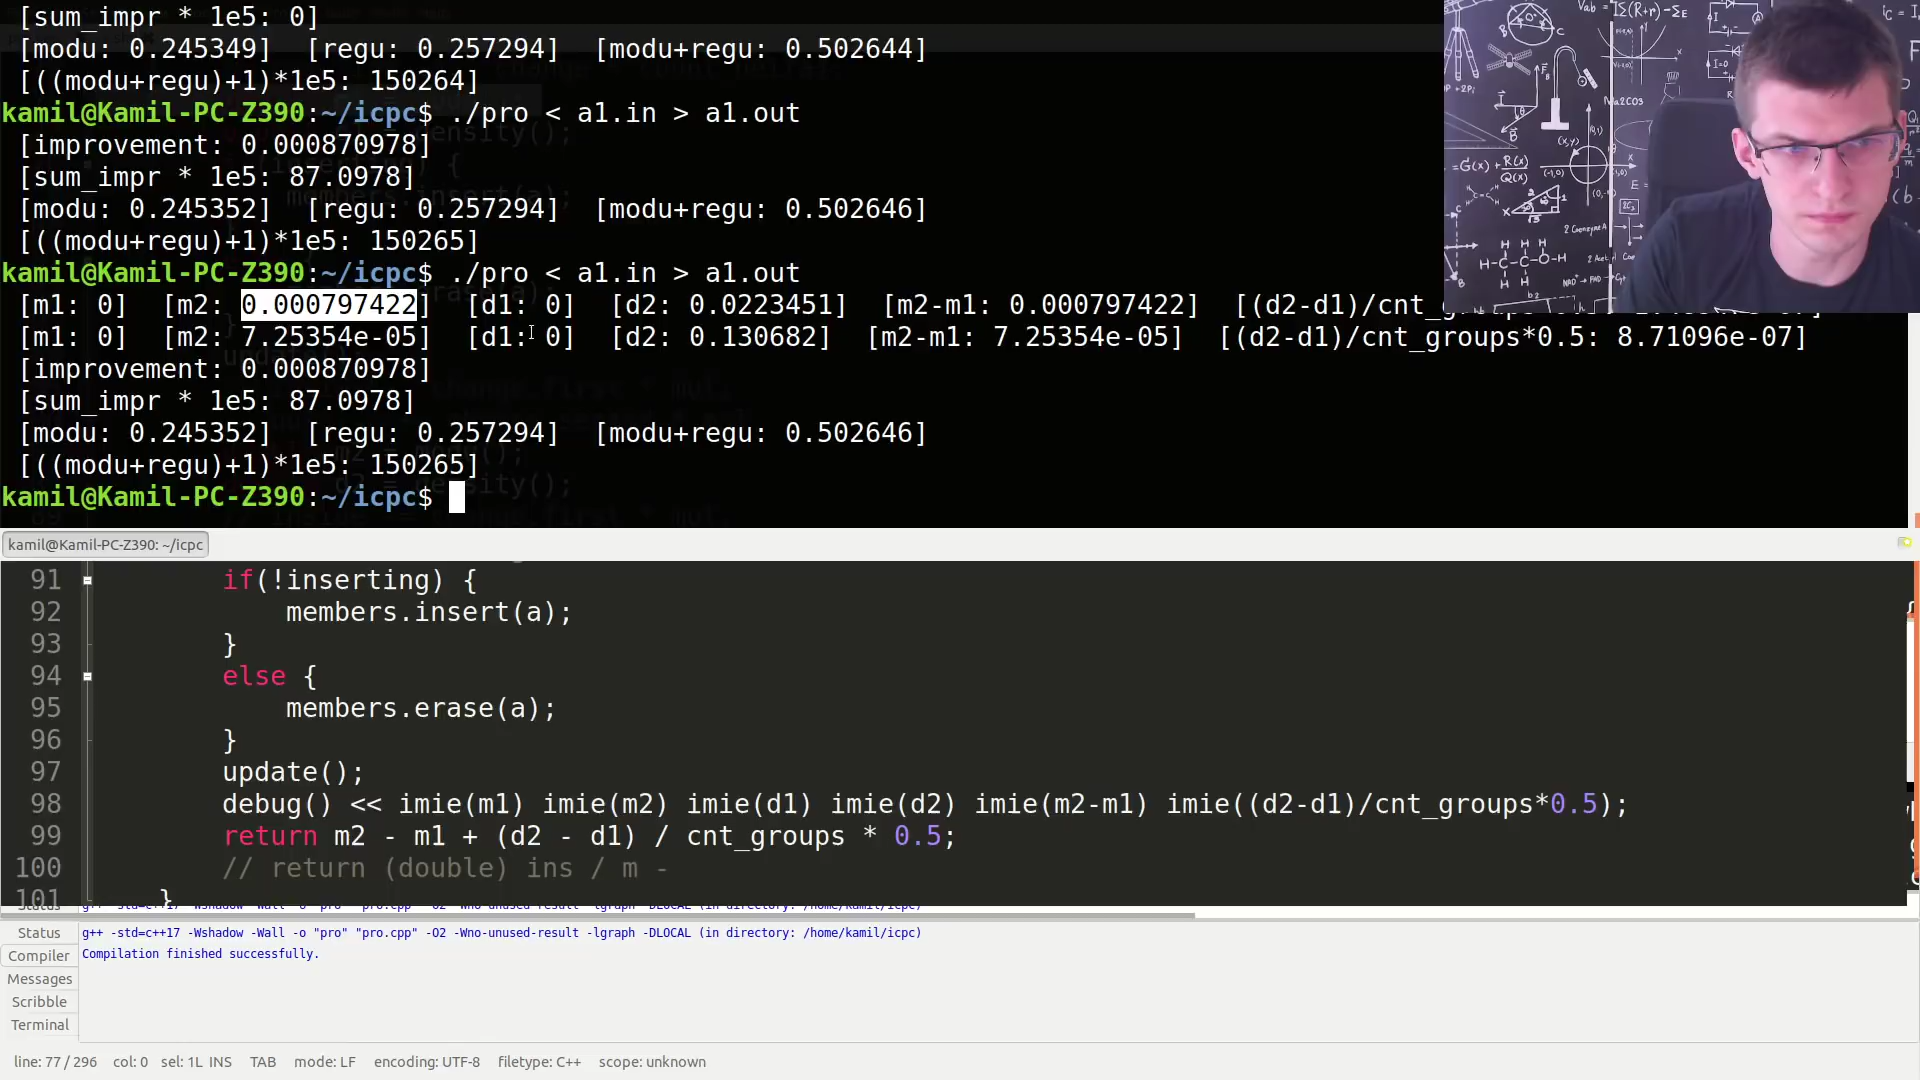 [sum_impr * 1e5: 0]
[modu: 0.245349]  [regu: 0.257294]  [modu+regu: 0.502644]
[((modu+regu)+1)*1e5: 150264]
kamil@Kamil-PC-Z390:~/icpc$ ./pro < a1.in > a1.out
[improvement: 0.000870978]
[sum_impr * 1e5: 87.0978]
[modu: 0.245352]  [regu: 0.257294]  [modu+regu: 0.502646]
[((modu+regu)+1)*1e5: 150265]
kamil@Kamil-PC-Z390:~/icpc$ ./pro < a1.in > a1.out
[m1: 0]  [m2: 0.000797422]  [d1: 0]  [d2: 0.0223451]  [m2-m1: 0.000797422]  [(d2-d1)/cnt_
[m1: 0]  [m2: 7.25354e-05]  [d1: 0]  [d2: 0.130682]  [m2-m1: 7.25354e-05]  [(d2-d1)/cnt_groups*0.5: 8.71096e-07]
[improvement: 0.000870978]
[sum_impr * 1e5: 87.0978]
[modu: 0.245352]  [regu: 0.257294]  [modu+regu: 0.502646]
[((modu+regu)+1)*1e5: 150265]
kamil@Kamil-PC-Z390:~/icpc$
kamil@Kamil-PC-Z390: ~/icpc
91 if(!inserting) {
92 members.insert(a);
93 }
94 else {
95 members.erase(a);
96 }
97 update();
98 debug() << imie(m1) imie(m2) imie(d1) imie(d2) imie(m2-m1) imie((d2-d1)/cnt_groups*0.5);
99 return m2 - m1 + (d2 - d1) / cnt_groups * 0.5;
100 // return (double) ins / m -
101 }
Status
Compiler
Messages
Scribble
Terminal
g++ -std=c++17 -Wshadow -Wall -o "pro" "pro.cpp" -O2 -Wno-unused-result -lgraph -DLOCAL (in directory: /home/kamil/icpc)
Compilation finished successfully.
line: 77 / 296  col: 0  sel: 1L  INS  TAB  mode: LF  encoding: UTF-8  filetype: C++  scope: unknown